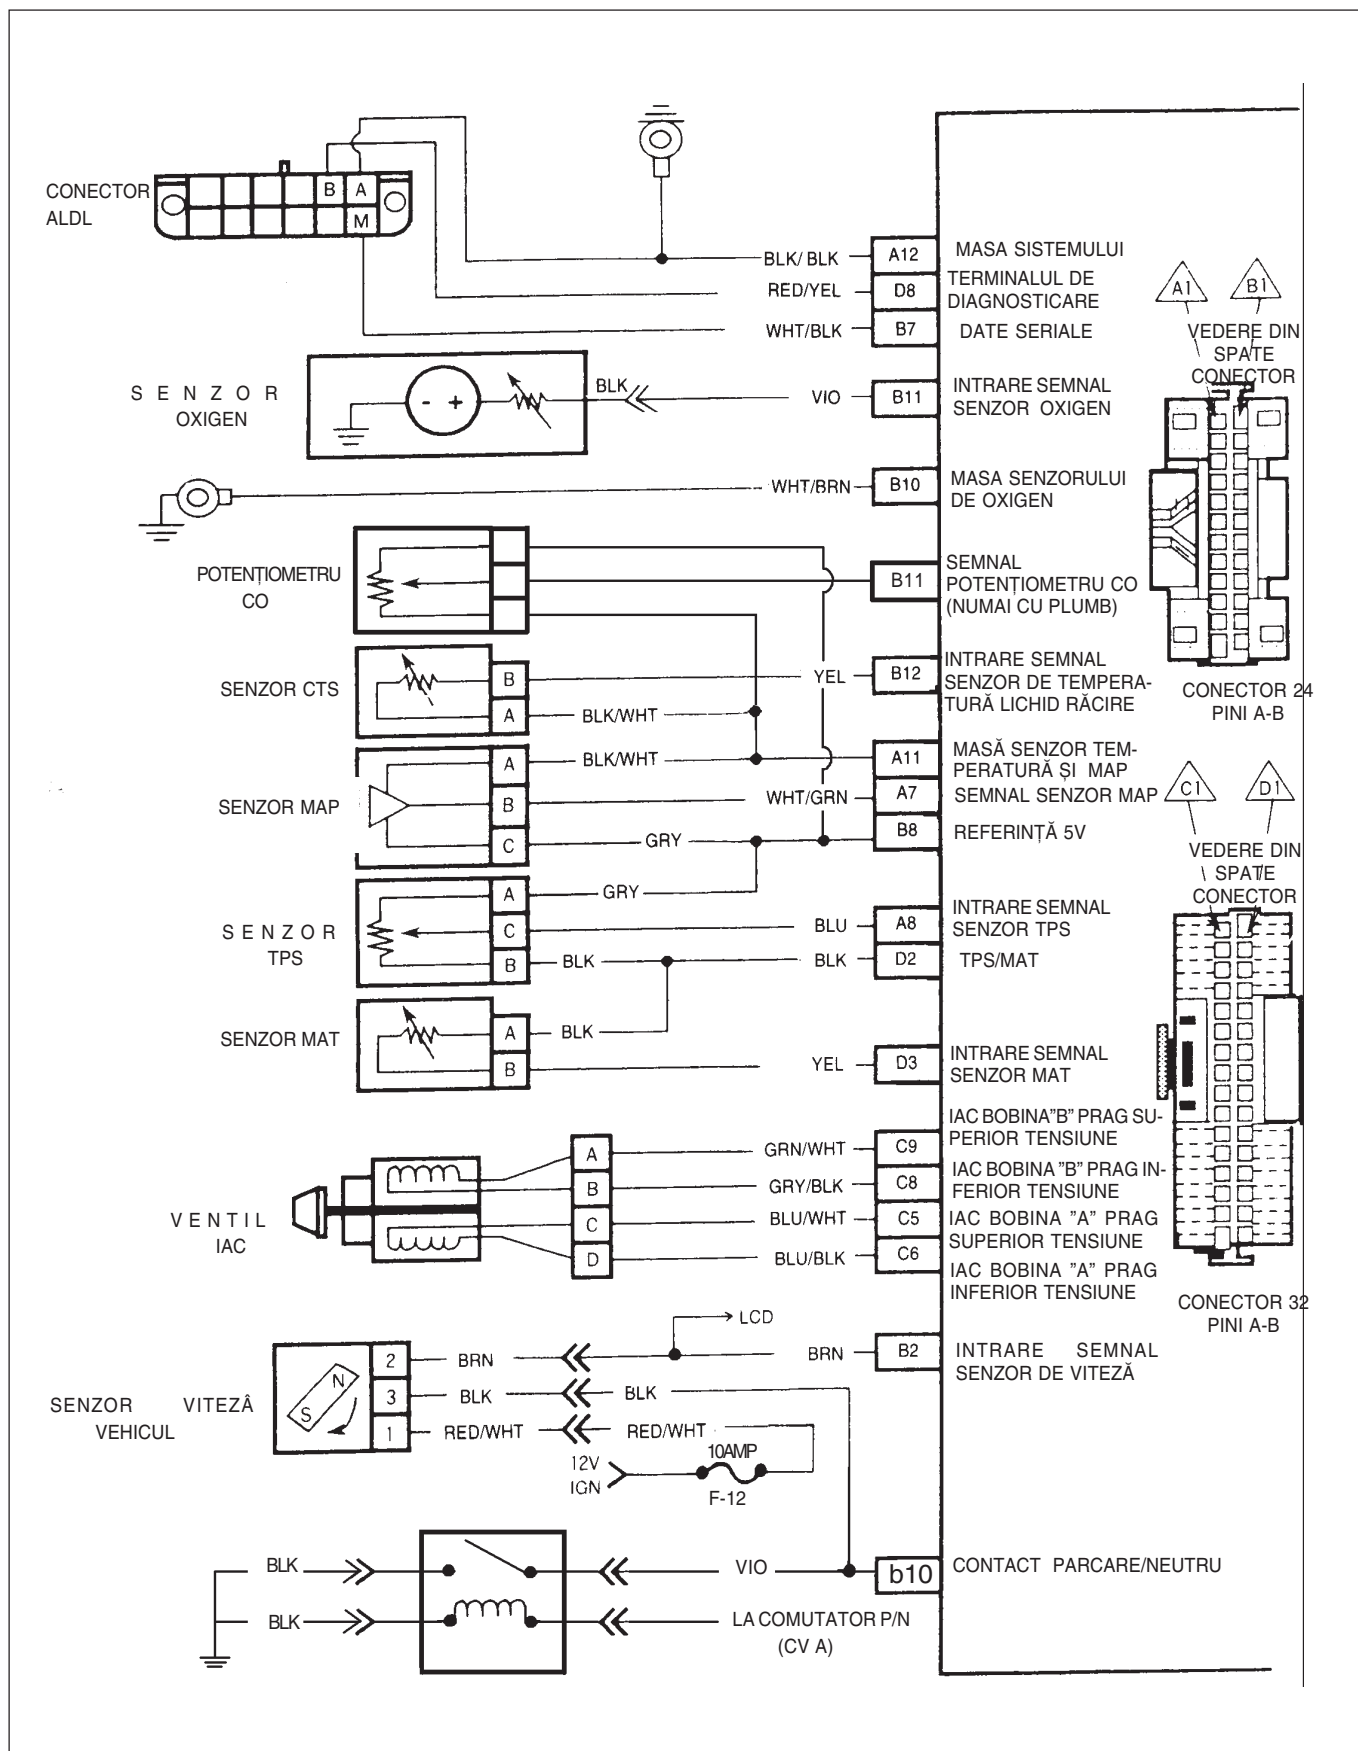 CONECTOR
ALDL
B
A
M
BLK/ BLK
A12
MASA SISTEMULUI
RED/YEL
D8
TERMINALUL DE
DIAGNOSTICARE
WHT/BLK
B7
DATE SERIALE
A1
B1
VEDERE DIN
SPATE
CONECTOR
SENZOR
OXIGEN
- +
BLK
VIO
B11
INTRARE SEMNAL
SENZOR OXIGEN
WHT/BRN
B10
MASA SENZORULUI
DE OXIGEN
POTENȚIOMETRU
CO
B11
SEMNAL
POTENȚIOMETRU CO
(NUMAI CU PLUMB)
SENZOR CTS
B
A
YEL
BLK/WHT
B12
INTRARE SEMNAL
SENZOR DE TEMPERA-
TURĂ LICHID RĂCIRE
CONECTOR 24
PINI A-B
SENZOR MAP
A
B
C
BLK/WHT
A11
MASĂ SENZOR TEM-
PERATURĂ ȘI MAP
WHT/GRN
A7
SEMNAL SENZOR MAP
GRY
B8
REFERINȚĂ 5V
C1
D1
VEDERE DIN
SPATE
CONECTOR
SENZOR
TPS
A
C
B
GRY
BLU
A8
INTRARE SEMNAL
SENZOR TPS
BLK
BLK
D2
TPS/MAT
SENZOR MAT
A
B
BLK
YEL
D3
INTRARE SEMNAL
SENZOR MAT
VENTIL
IAC
A
B
C
D
GRN/WHT
C9
IAC BOBINA”B” PRAG SU-
PERIOR TENSIUNE
GRY/BLK
C8
IAC BOBINA ”B” PRAG IN-
FERIOR TENSIUNE
BLU/WHT
C5
IAC BOBINA ”A” PRAG
SUPERIOR TENSIUNE
BLU/BLK
C6
IAC BOBINA ”A” PRAG
INFERIOR TENSIUNE
CONECTOR 32
PINI A-B
LCD
SENZOR VITEZÂ
VEHICUL
N
S
2
3
1
BRN
BRN
B2
INTRARE SEMNAL
SENZOR DE VITEZĂ
BLK
BLK
RED/WHT
RED/WHT
12V
IGN
10AMP
F-12
BLK
VIO
b10
CONTACT PARCARE/NEUTRU
BLK
LA COMUTATOR P/N
(CV A)